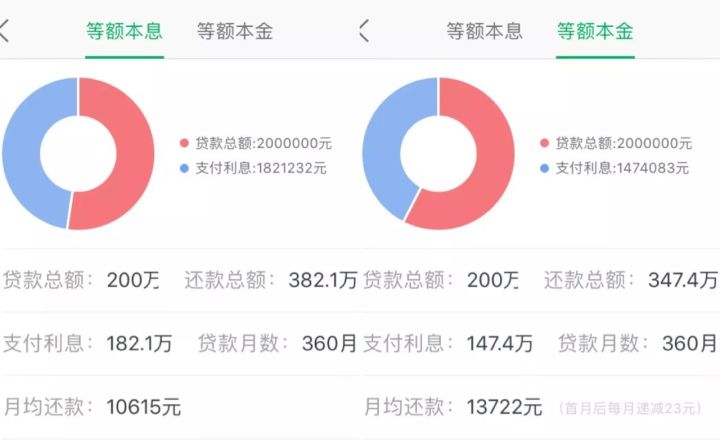 等额本息 等额本金
贷款总额:2000000元
支付利息:1821232元
贷款总额: 200万 还款总额: 382.1万
支付利息: 182.1万 贷款月数: 360月
月均还款: 10615元
等额本息 等额本金
贷款总额:2000000元
支付利息:1474083元
贷款总额: 200万 还款总额: 347.4万
支付利息: 147.4万 贷款月数: 360月
月均还款: 13722元 (首月后每月递减23元)